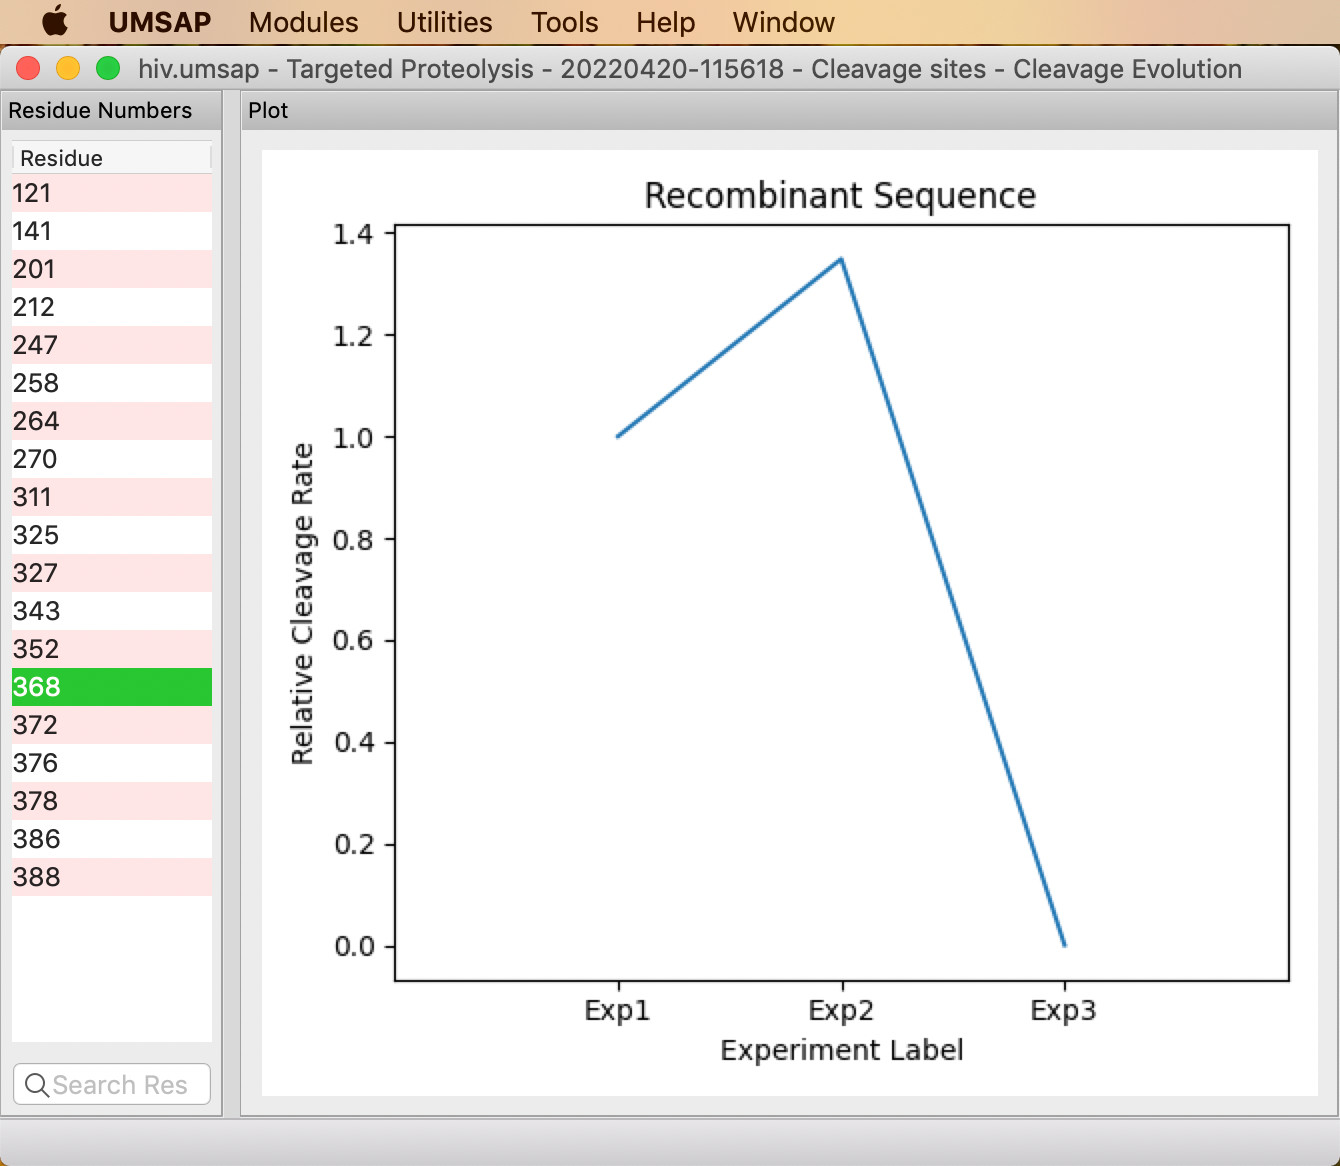 UMSAP Modules Utilities Tools Help Window
hiv.umsap - Targeted Proteolysis - 20220420-115618 - Cleavage sites - Cleavage Evolution
Residue Numbers
Residue
121
141
201
212
247
258
264
270
311
325
327
343
352
368
372
376
378
386
388
Search Res
Plot
Recombinant Sequence
1.4
1.2
1.0
0.8
0.6
0.4
0.2
0.0
Relative Cleavage Rate
Exp1 Exp2 Exp3
Experiment Label